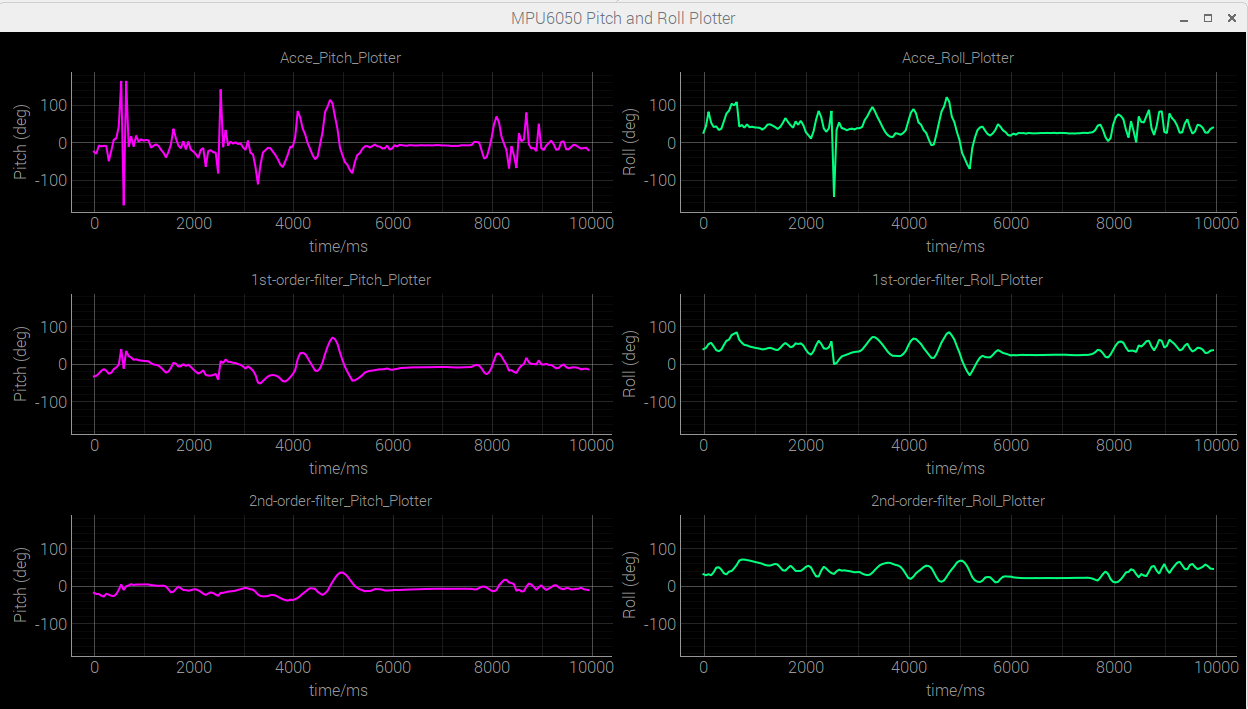 MPU6050 Pitch and Roll Plotter
Acce_Pitch_Plotter
Pitch (deg)
100
0
-100
0 2000 4000 6000 8000 10000
time/ms
Acce_Roll_Plotter
Roll (deg)
100
0
-100
0 2000 4000 6000 8000 10000
time/ms
1st-order-filter_Pitch_Plotter
Pitch (deg)
100
0
-100
0 2000 4000 6000 8000 10000
time/ms
1st-order-filter_Roll_Plotter
Roll (deg)
100
0
-100
0 2000 4000 6000 8000 10000
time/ms
2nd-order-filter_Pitch_Plotter
Pitch (deg)
100
0
-100
0 2000 4000 6000 8000 10000
time/ms
2nd-order-filter_Roll_Plotter
Roll (deg)
100
0
-100
0 2000 4000 6000 8000 10000
time/ms